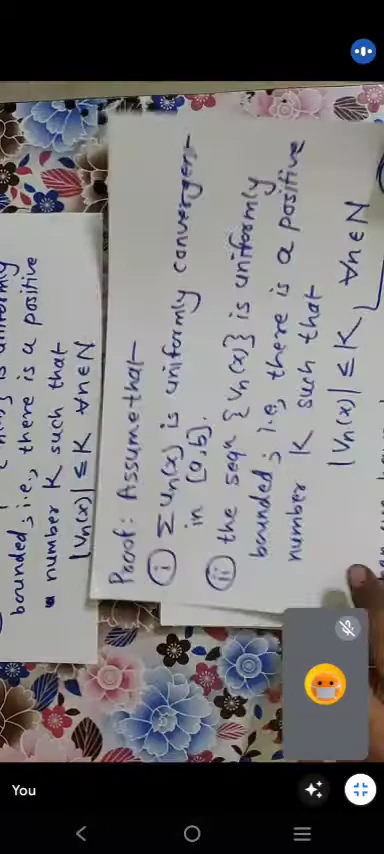 bounded; i.e., there is a positive
number K such that
|Vn(x)| ≤ K ∀n∈N
Proof: Assume that
(i) Σ un(x) is uniformly convergent
in [a,b].
(ii) the seqn {Vn(x)} is uniformly
bounded; i.e, there is a positive
number K such that
|Vn(x)| ≤ K, ∀n∈N
You